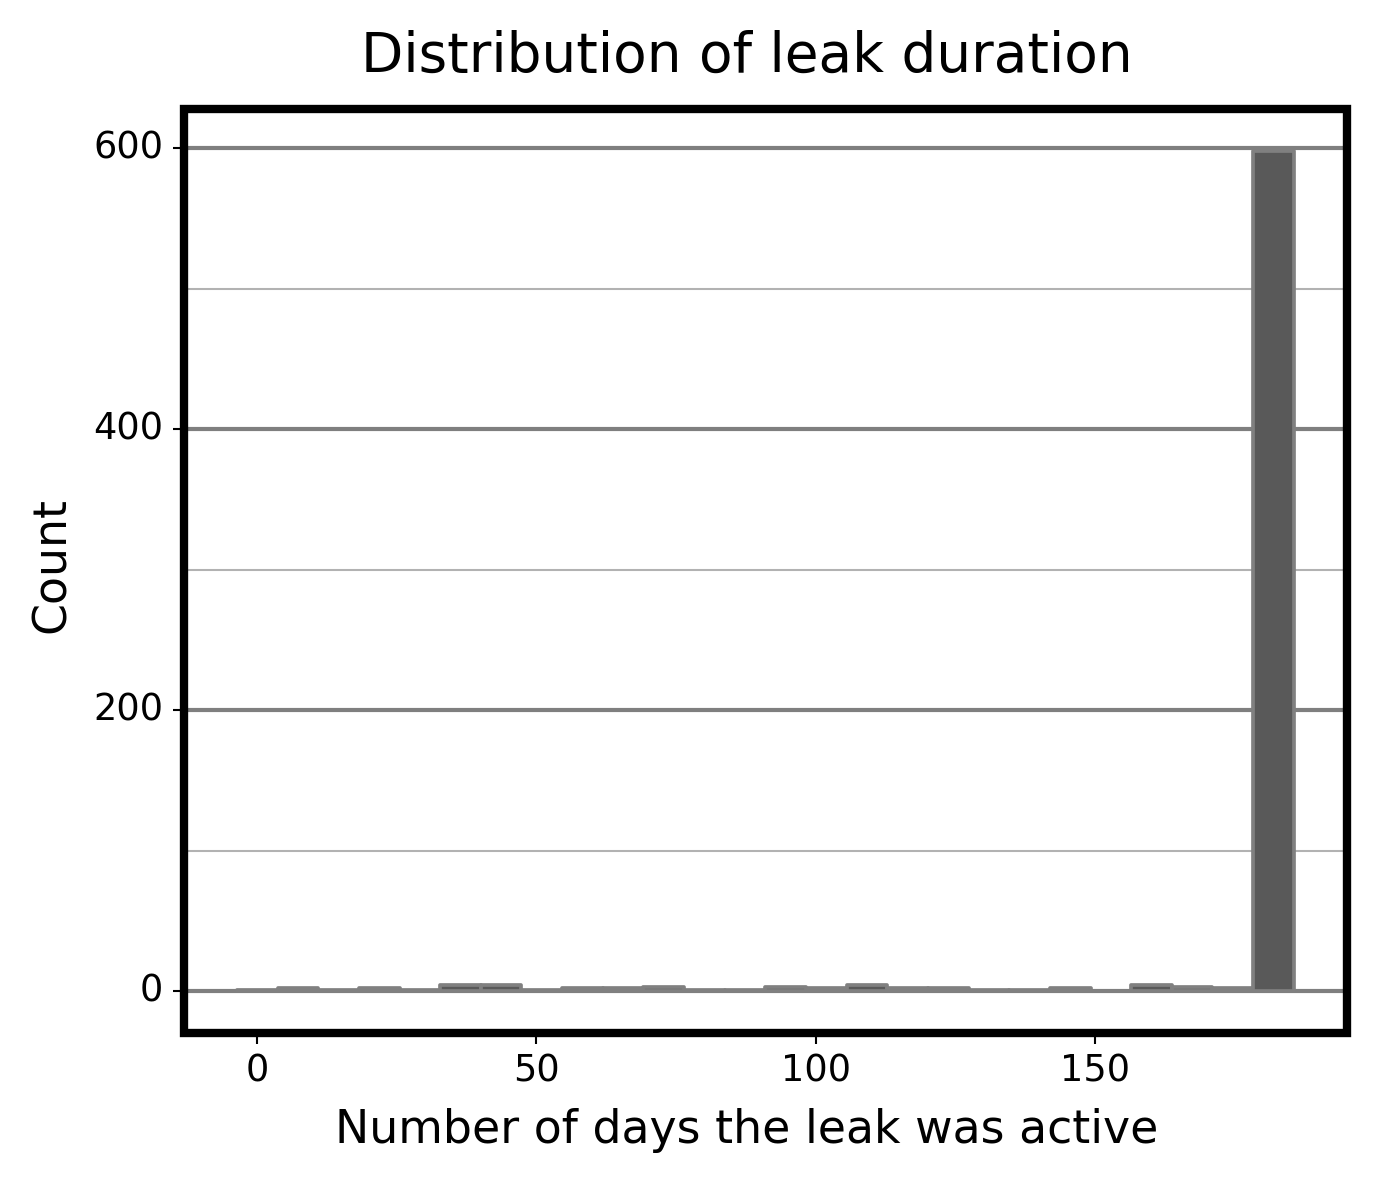 Distribution of leak duration
600
400
200
0
Count
0 50 100 150
Number of days the leak was active